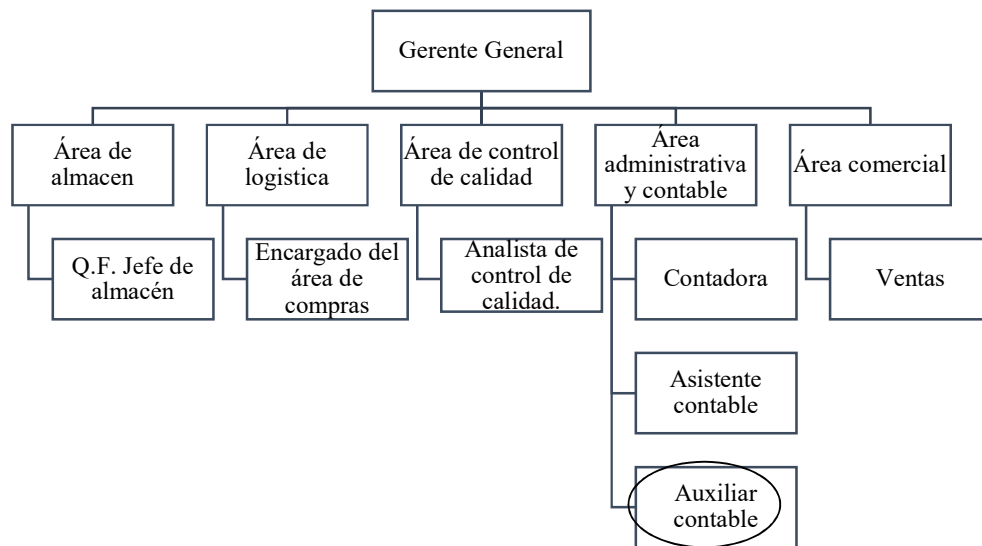 Gerente General
Área de
almacen
Área de
logistica
Área de control
de calidad
Área
administrativa
y contable
Área comercial
Q.F. Jefe de
almacén
Encargado del
área de
compras
Analista de
control de
calidad.
Contadora
Ventas
Asistente
contable
Auxiliar
contable